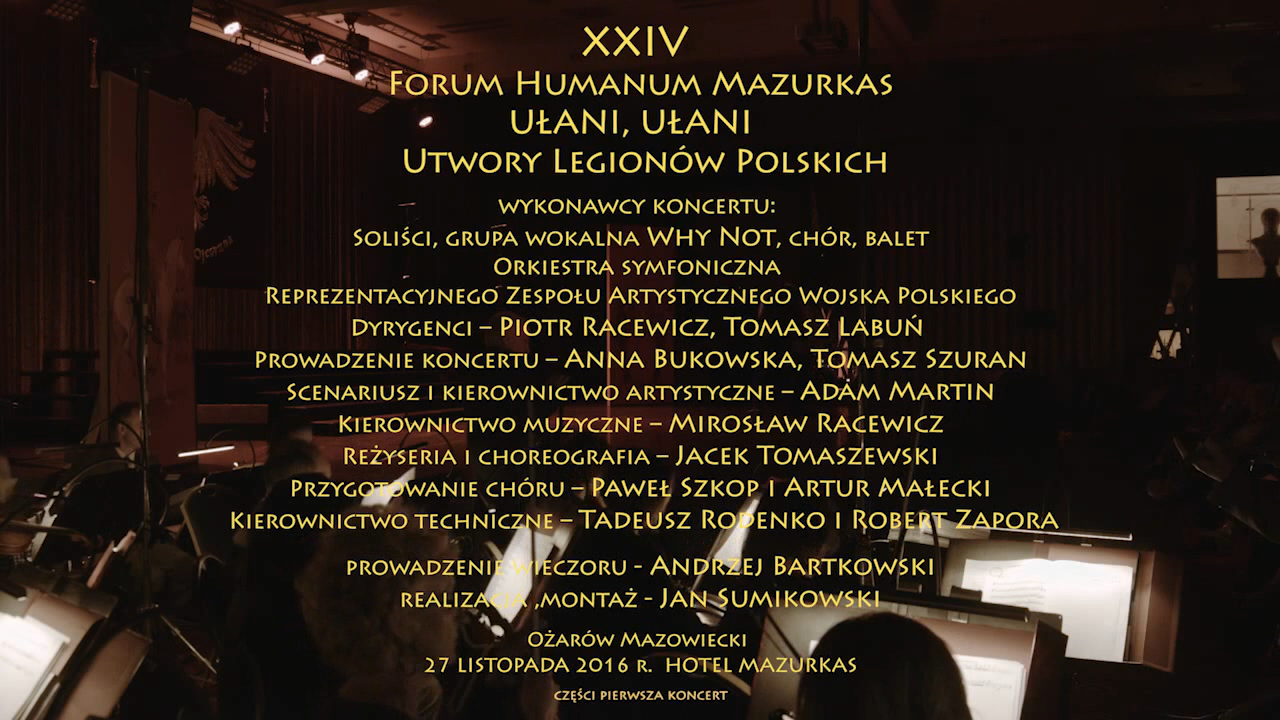 XXIV
Forum Humanum Mazurkas
UŁANI, UŁANI
Utwory Legionów Polskich
wykonawcy koncertu:
Soliści, grupa wokalna Why Not, chór, balet
Orkiestra symfoniczna
Reprezentacyjnego Zespołu Artystycznego Wojska Polskiego
Dyrygenci – Piotr Racewicz, Tomasz Labuń
Prowadzenie koncertu – Anna Bukowska, Tomasz Szuran
Scenariusz i kierownictwo artystyczne – Adam Martin
Kierownictwo muzyczne – Mirosław Racewicz
Reżyseria i choreografia – Jacek Tomaszewski
Przygotowanie chóru – Paweł Szkop i Artur Małecki
Kierownictwo techniczne – Tadeusz Rodenko i Robert Zapora
prowadzenie wieczoru - Andrzej Bartkowski
realizacja ,montaż - Jan Sumikowski
Ożarów Mazowiecki
27 listopada 2016 r. HOTEL MAZURKAS
części pierwsza koncert